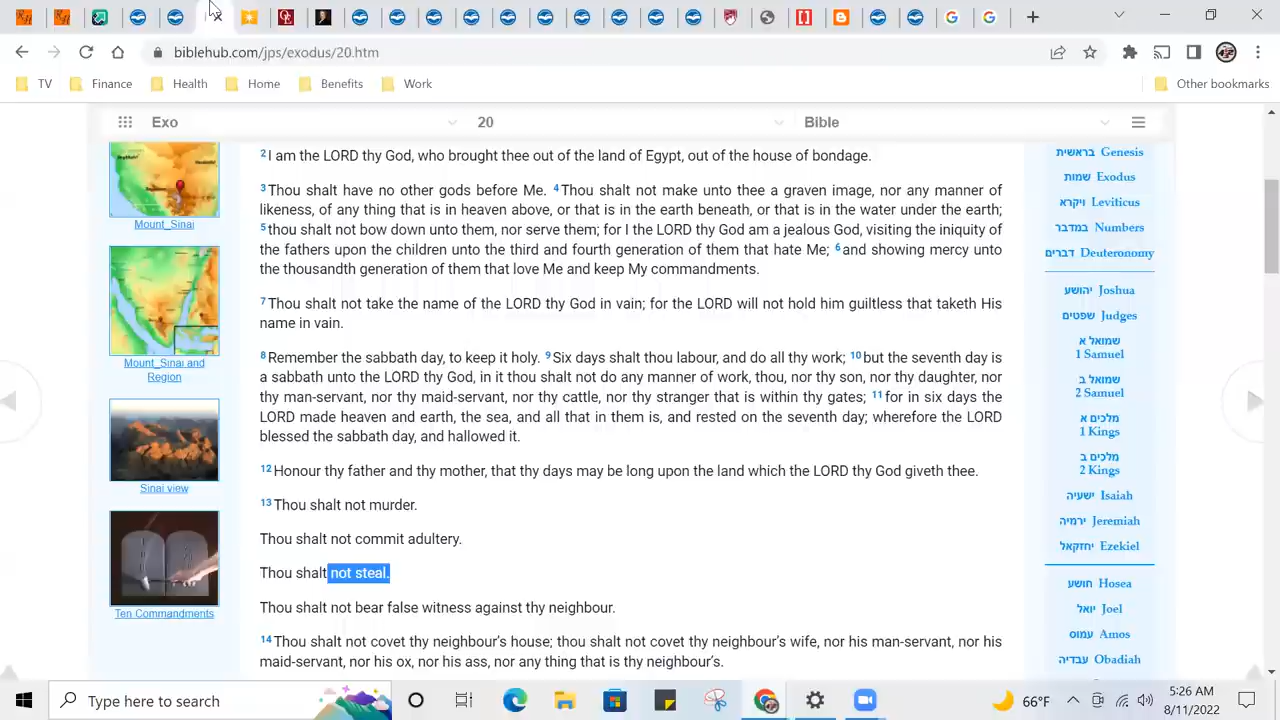 biblehub.com/jps/exodus/20.htm
TV Finance Health Home Benefits Work Other bookmarks
Exo 20 Bible
Mount_Sinai
Mount_Sinai and
Region
Sinai view
Ten Commandments
2 I am the LORD thy God, who brought thee out of the land of Egypt, out of the house of bondage.
3 Thou shalt have no other gods before Me. 4 Thou shalt not make unto thee a graven image, nor any manner of
likeness, of any thing that is in heaven above, or that is in the earth beneath, or that is in the water under the earth;
5 thou shalt not bow down unto them, nor serve them; for I the LORD thy God am a jealous God, visiting the iniquity of
the fathers upon the children unto the third and fourth generation of them that hate Me; 6 and showing mercy unto
the thousandth generation of them that love Me and keep My commandments.
7 Thou shalt not take the name of the LORD thy God in vain; for the LORD will not hold him guiltless that taketh His
name in vain.
8 Remember the sabbath day, to keep it holy. 9 Six days shalt thou labour, and do all thy work; 10 but the seventh day is
a sabbath unto the LORD thy God, in it thou shalt not do any manner of work, thou, nor thy son, nor thy daughter, nor
thy man-servant, nor thy maid-servant, nor thy cattle, nor thy stranger that is within thy gates; 11 for in six days the
LORD made heaven and earth, the sea, and all that in them is, and rested on the seventh day; wherefore the LORD
blessed the sabbath day, and hallowed it.
12 Honour thy father and thy mother, that thy days may be long upon the land which the LORD thy God giveth thee.
13 Thou shalt not murder.
Thou shalt not commit adultery.
Thou shalt not steal.
Thou shalt not bear false witness against thy neighbour.
14 Thou shalt not covet thy neighbour's house; thou shalt not covet thy neighbour's wife, nor his man-servant, nor his
maid-servant, nor his ox, nor his ass, nor any thing that is thy neighbour's.
בראשית Genesis
שמות Exodus
ויקרא Leviticus
במדבר Numbers
דברים Deuteronomy
יהושע Joshua
שפטים Judges
שמואל א
1 Samuel
שמואל ב
2 Samuel
מלכים א
1 Kings
מלכים ב
2 Kings
ישעיה Isaiah
ירמיה Jeremiah
יחזקאל Ezekiel
הושע Hosea
יואל Joel
עמוס Amos
עבדיה Obadiah
Type here to search
66°F
5:26 AM
8/11/2022